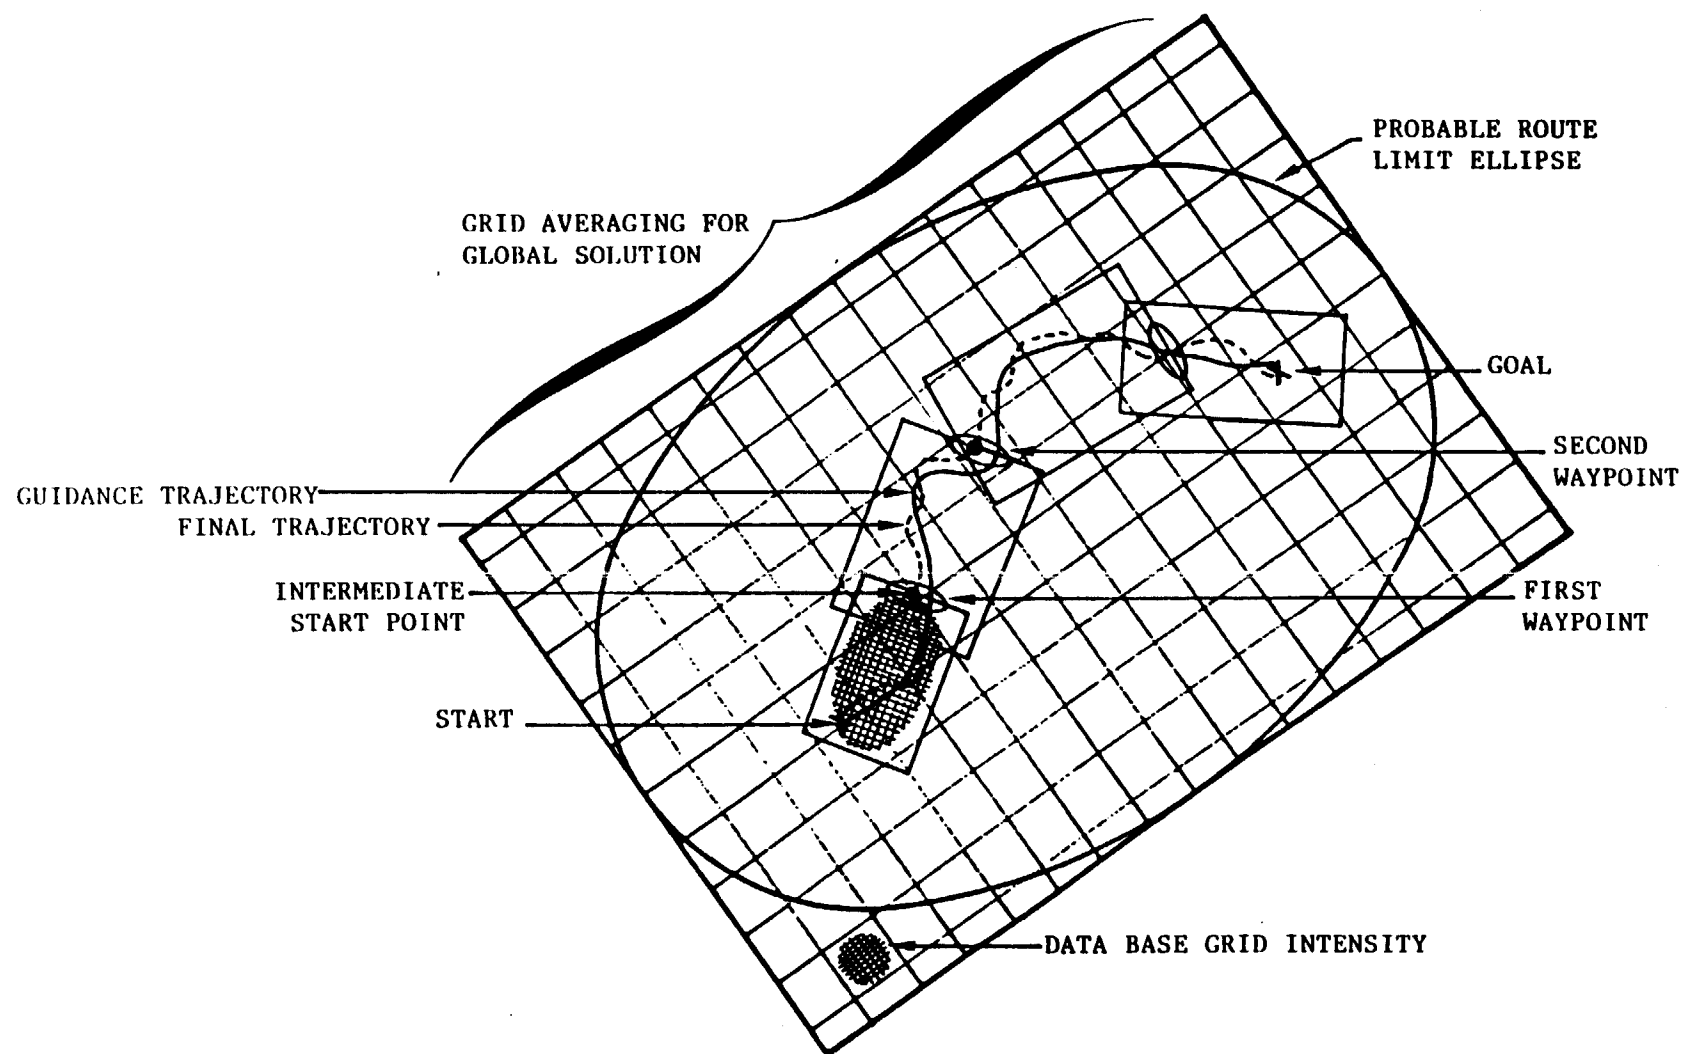 PROBABLE ROUTE
LIMIT ELLIPSE
GRID AVERAGING FOR
GLOBAL SOLUTION
GOAL
SECOND
WAYPOINT
GUIDANCE TRAJECTORY
FINAL TRAJECTORY
INTERMEDIATE
START POINT
FIRST
WAYPOINT
START
DATA BASE GRID INTENSITY